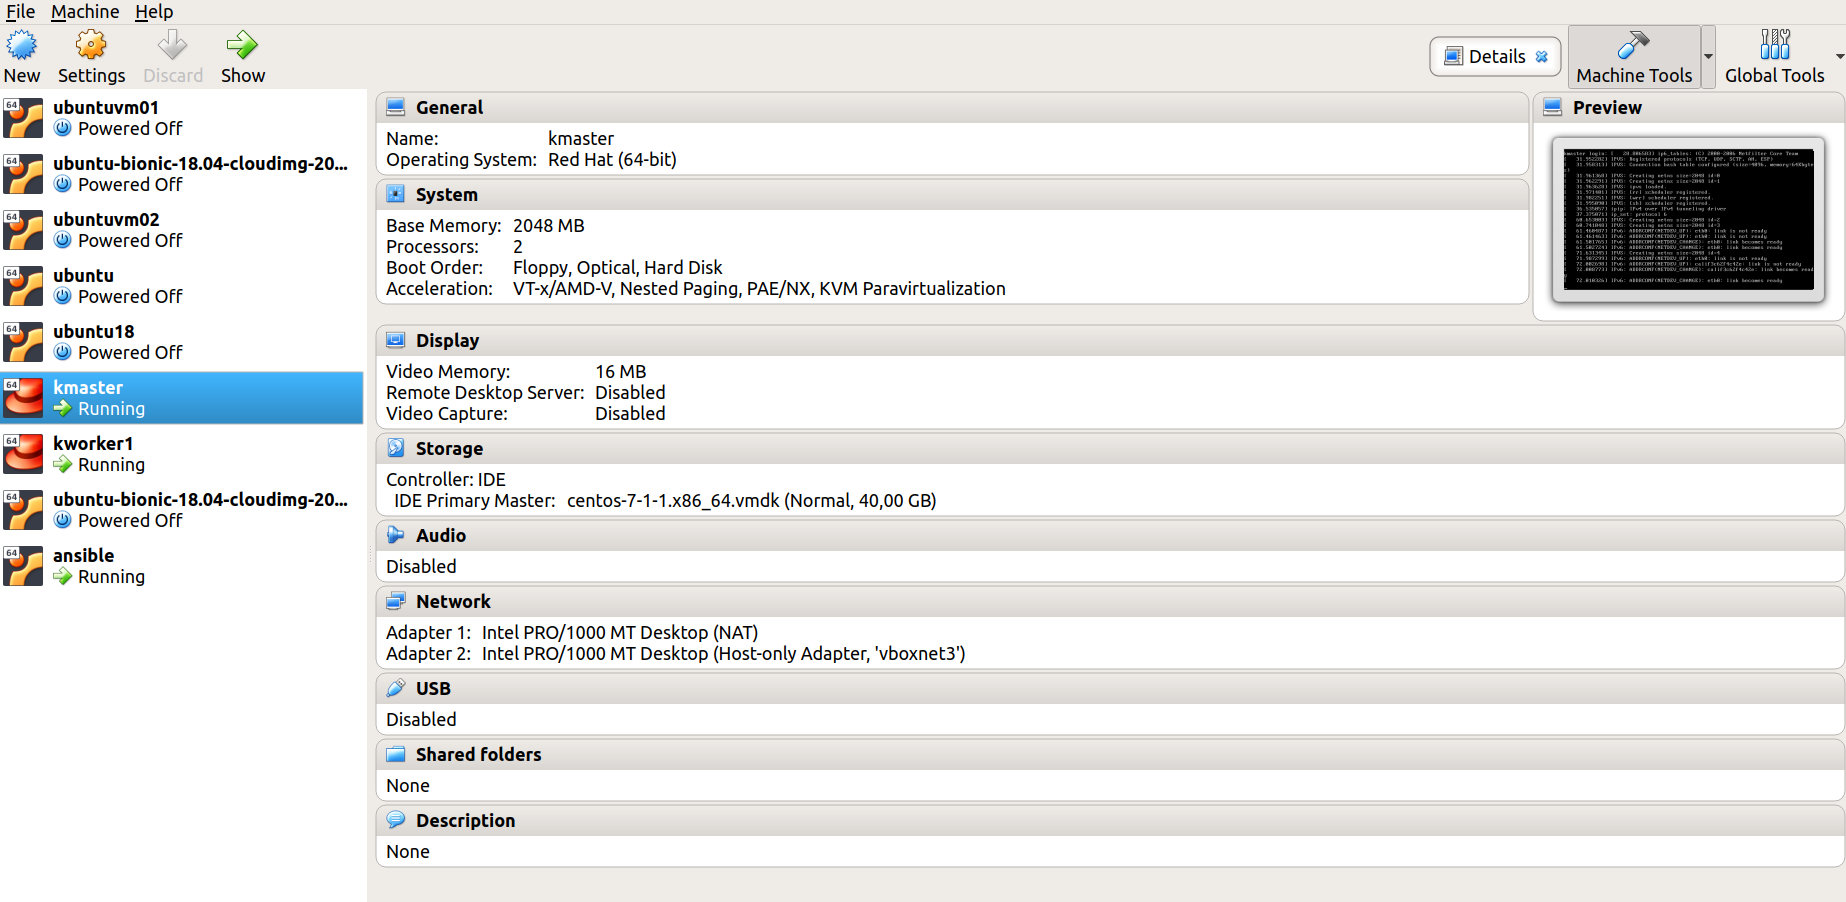 File Machine Help
New Settings Discard Show
Details Machine Tools Global Tools
64 ubuntuvm01
Powered Off
64 ubuntu-bionic-18.04-cloudimg-20...
Powered Off
64 ubuntuvm02
Powered Off
64 ubuntu
Powered Off
64 ubuntu18
Powered Off
64 kmaster
Running
64 kworker1
Running
64 ubuntu-bionic-18.04-cloudimg-20...
Powered Off
64 ansible
Running
General
Name: kmaster
Operating System: Red Hat (64-bit)
System
Base Memory: 2048 MB
Processors: 2
Boot Order: Floppy, Optical, Hard Disk
Acceleration: VT-x/AMD-V, Nested Paging, PAE/NX, KVM Paravirtualization
Preview
Display
Video Memory: 16 MB
Remote Desktop Server: Disabled
Video Capture: Disabled
Storage
Controller: IDE
IDE Primary Master: centos-7-1-1.x86_64.vmdk (Normal, 40,00 GB)
Audio
Disabled
Network
Adapter 1: Intel PRO/1000 MT Desktop (NAT)
Adapter 2: Intel PRO/1000 MT Desktop (Host-only Adapter, 'vboxnet3')
USB
Disabled
Shared folders
None
Description
None